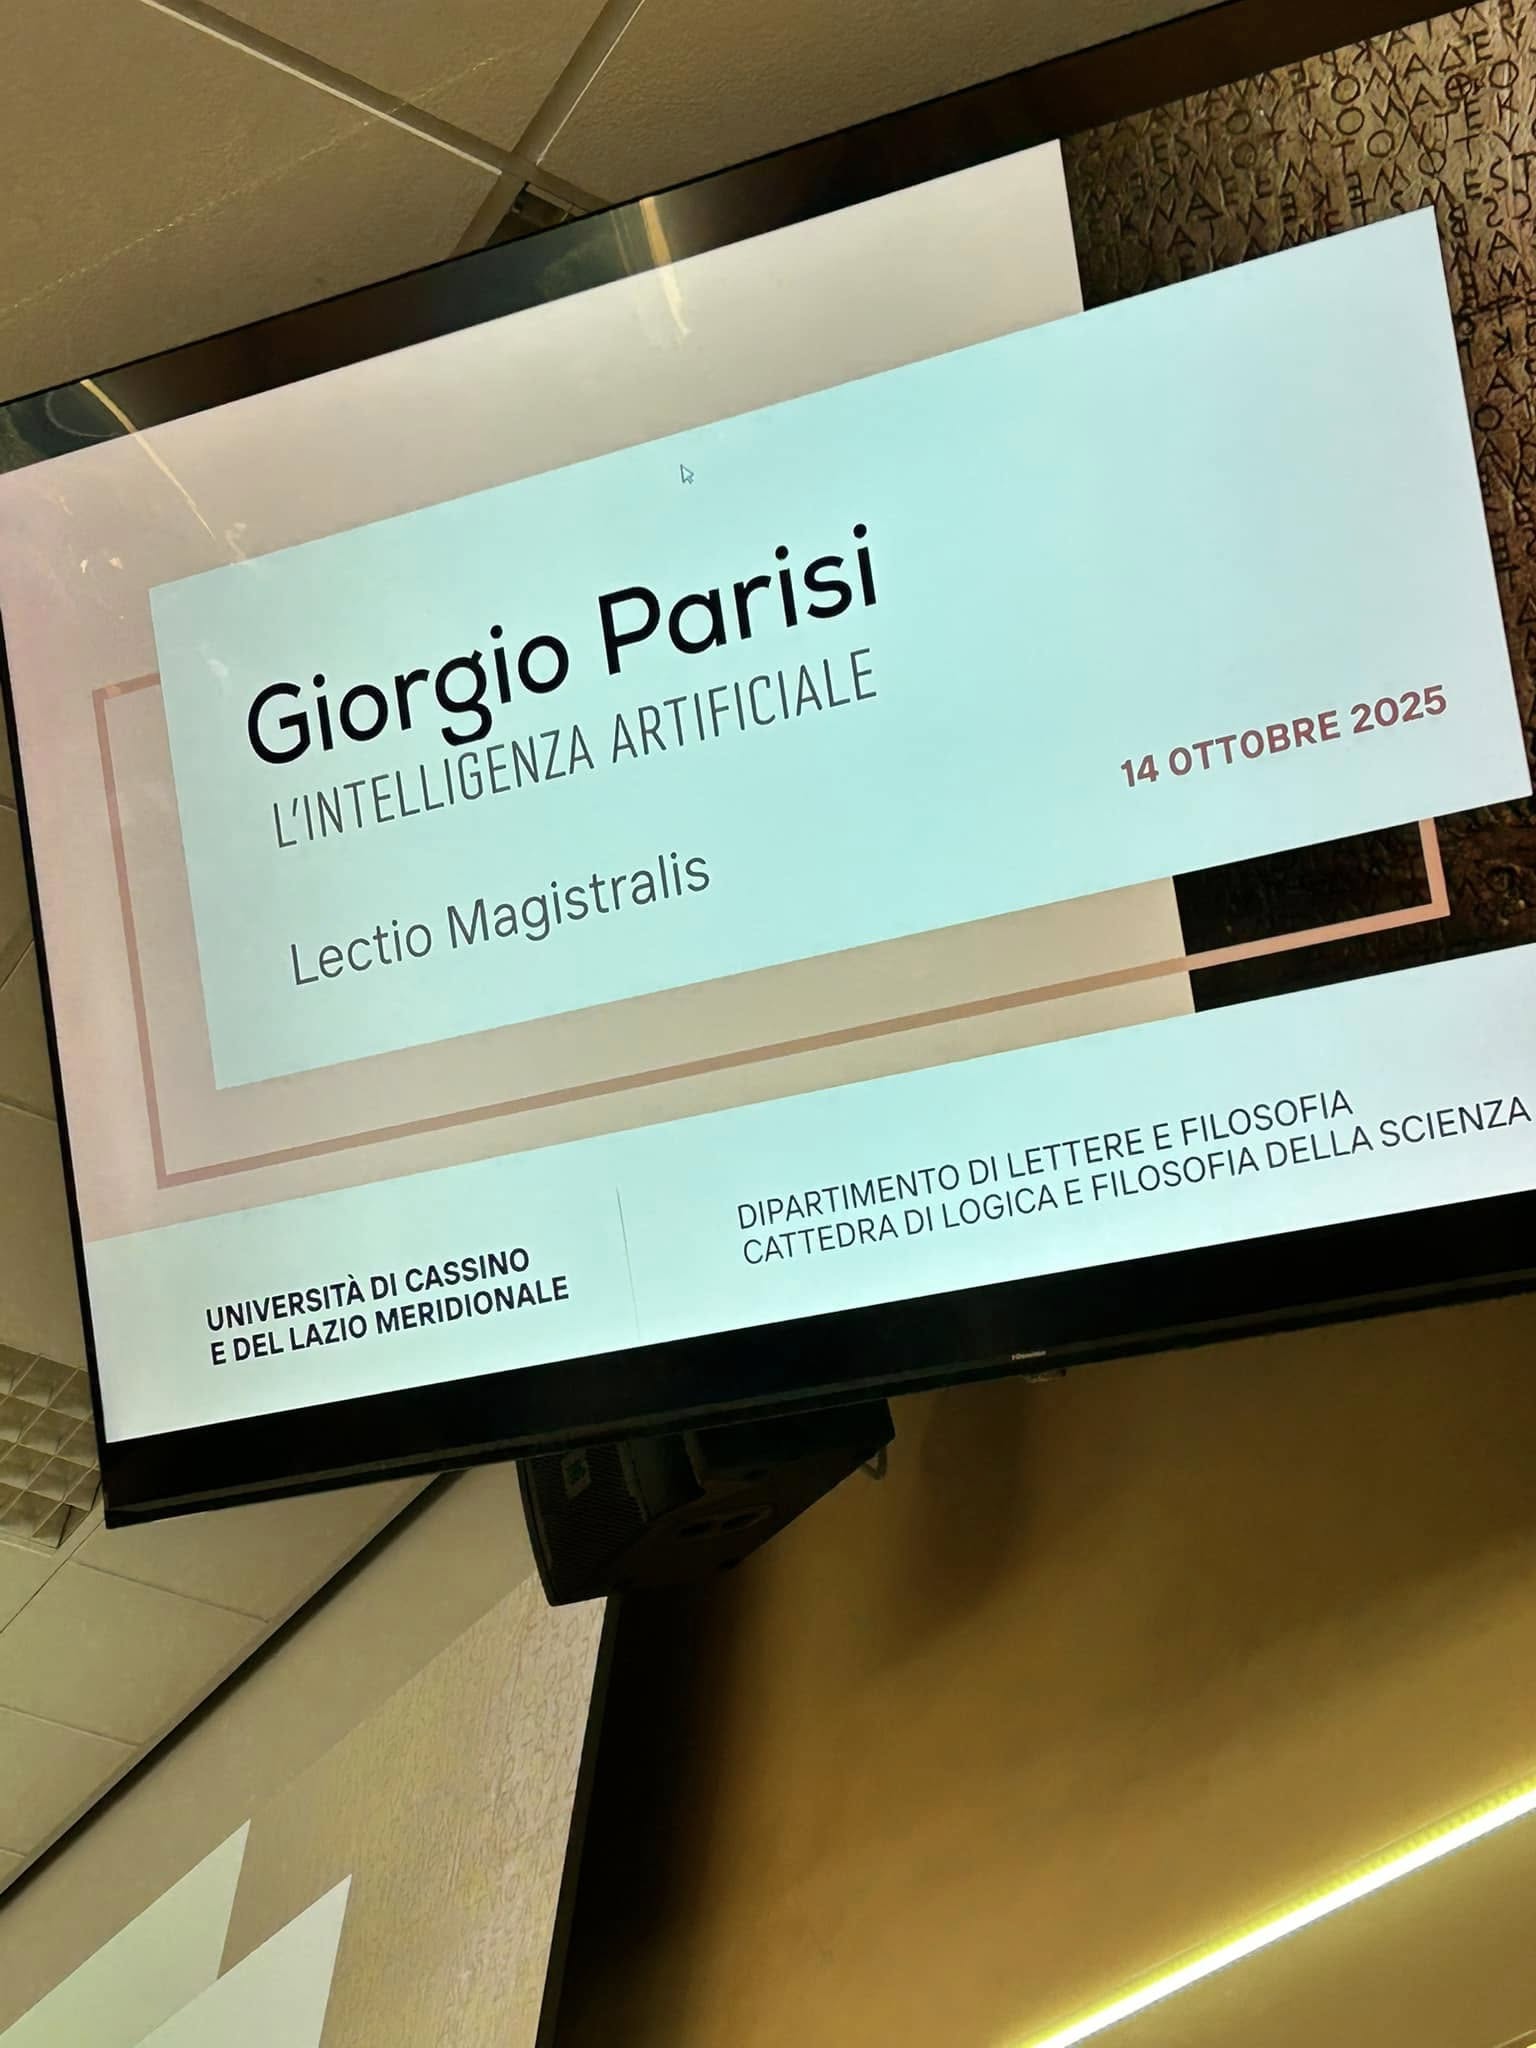 Giorgio Parisi
L'INTELLIGENZA ARTIFICIALE
14 OTTOBRE 2025
Lectio Magistralis
UNIVERSITÀ DI CASSINO
E DEL LAZIO MERIDIONALE
DIPARTIMENTO DI LETTERE E FILOSOFIA
CATTEDRA DI LOGICA E FILOSOFIA DELLA SCIENZA